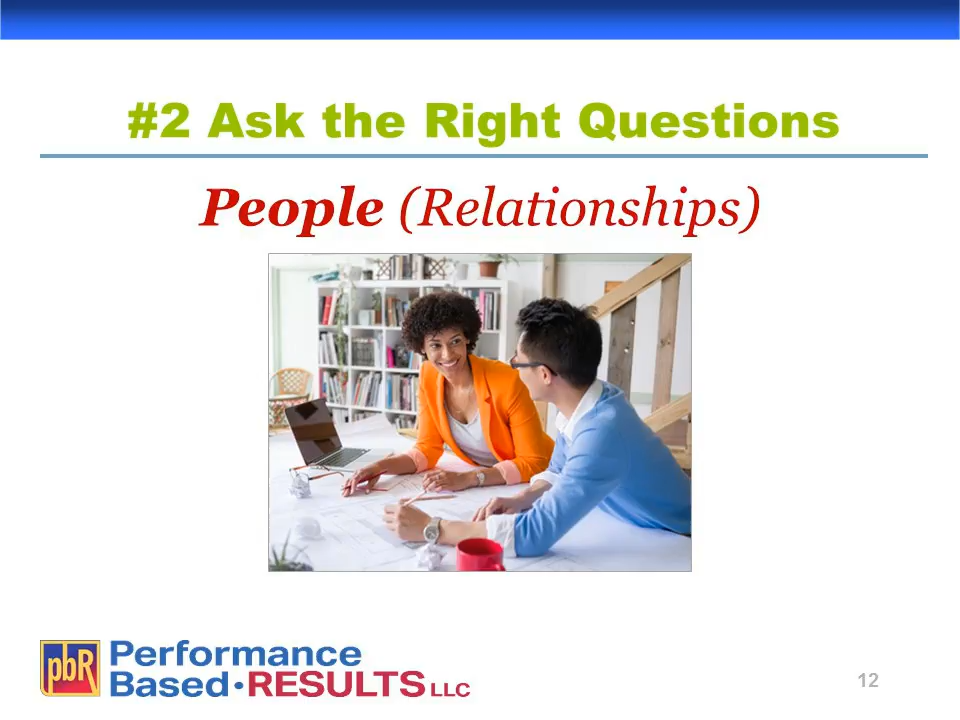 #2 Ask the Right Questions
People (Relationships)
pbR
Performance
Based•RESULTS LLC
12